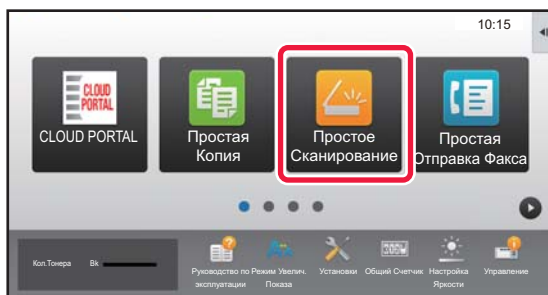 10:15
CLOUD
PORTAL
CLOUD PORTAL
Простая
Копия
Простое
Сканирование
Простая
Отправка Факса
Кол.Тонера Bk
Руководство по
эксплуатации
Режим Увелич.
Показа
Установки
Общий Счетчик
Настройка
Яркости
Управление